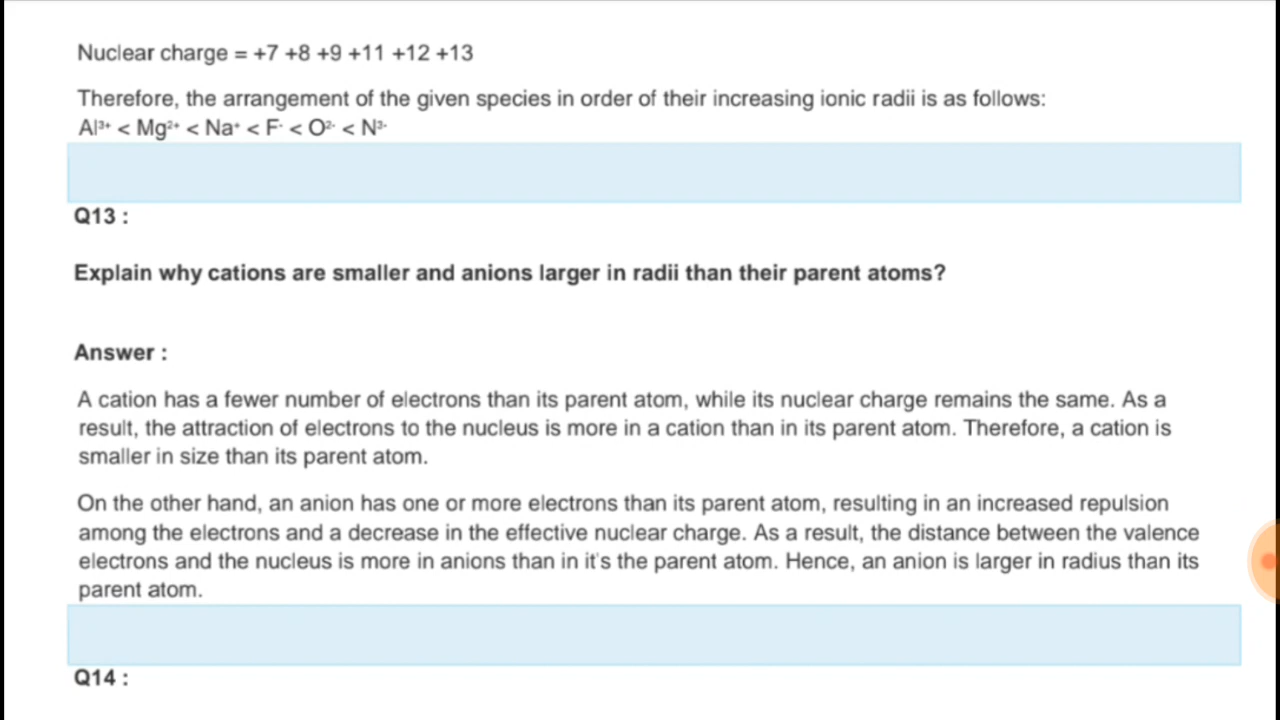 Nuclear charge = +7 +8 +9 +11 +12 +13
Therefore, the arrangement of the given species in order of their increasing ionic radii is as follows:
Al³⁺ < Mg²⁺ < Na⁺ < F⁻ < O²⁻ < N³⁻
Q13 :
Explain why cations are smaller and anions larger in radii than their parent atoms?
Answer :
A cation has a fewer number of electrons than its parent atom, while its nuclear charge remains the same. As a
result, the attraction of electrons to the nucleus is more in a cation than in its parent atom. Therefore, a cation is
smaller in size than its parent atom.
On the other hand, an anion has one or more electrons than its parent atom, resulting in an increased repulsion
among the electrons and a decrease in the effective nuclear charge. As a result, the distance between the valence
electrons and the nucleus is more in anions than in it's the parent atom. Hence, an anion is larger in radius than its
parent atom.
Q14 :